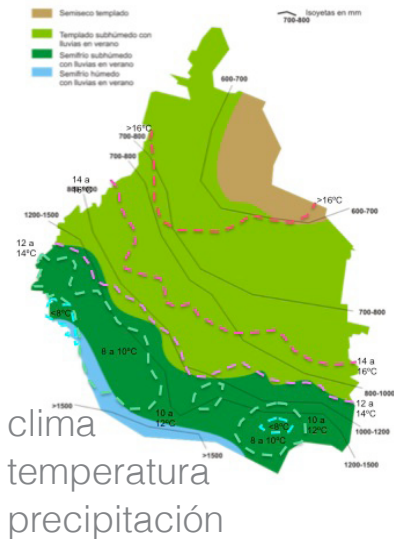 Semiseco templado
Templado subhúmedo con
lluvias en verano
Semifrío subhúmedo
con lluvias en verano
Semifrío húmedo
con lluvias en verano
700-800
Isoyetas en mm
600-700
>16°C
700-800
700-800
14 a
16°C
800-1000
1200-1500
12 a
14°C
>16°C
600-700
700-800
<8°C
8 a 10°C
14 a
16°C
800-1000
12 a
14°C
1000-1200
1200-1500
10 a
12°C
>1500
>1500
<8°C
8 a 10°C
10 a
12°C
clima
temperatura
precipitación